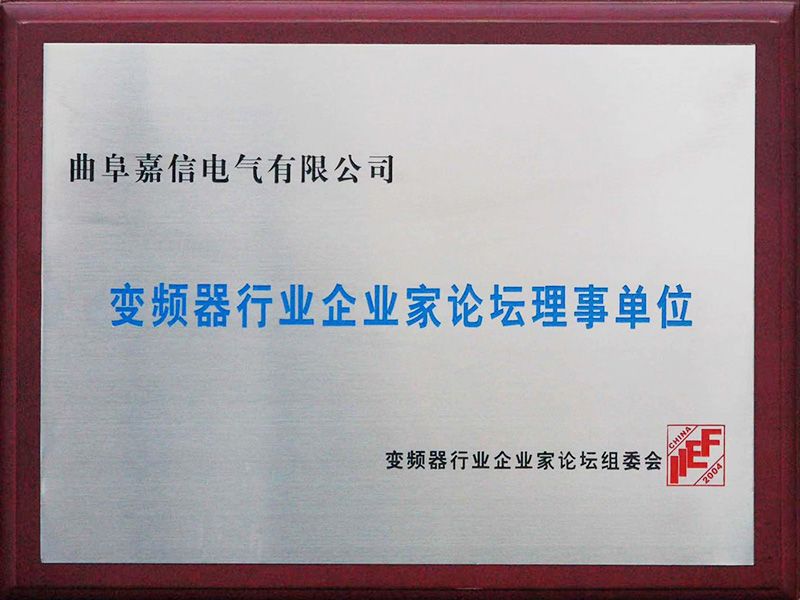 曲阜嘉信电气有限公司
变频器行业企业家论坛理事单位
变频器行业企业家论坛组委会
CHINA
IEF
2004